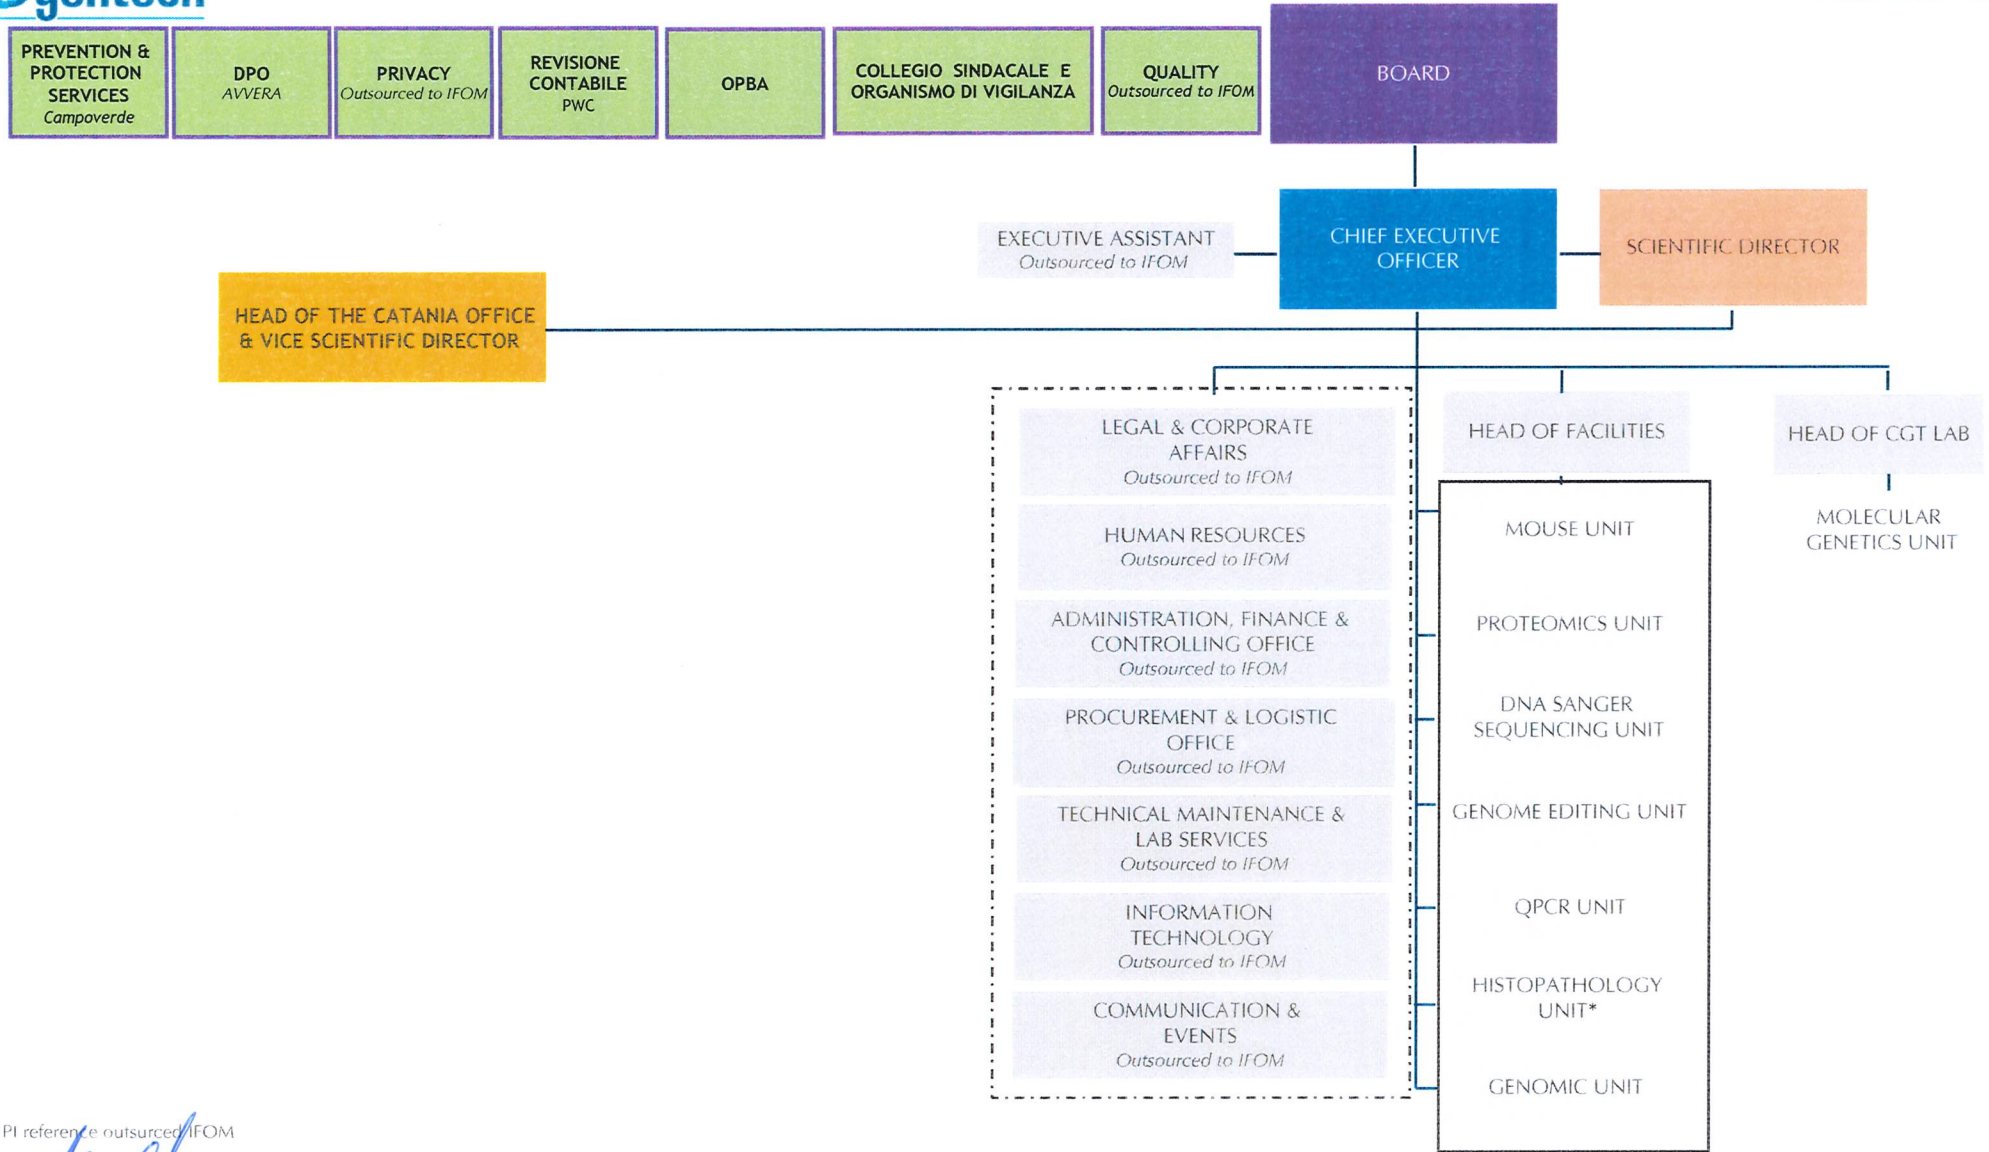 PREVENTION &
PROTECTION
SERVICES
Campoverde
DPO
AVVERA
PRIVACY
Outsourced to IFOM
REVISIONE
CONTABILE
PWC
OPBA
COLLEGIO SINDACALE E
ORGANISMO DI VIGILANZA
QUALITY
Outsourced to IFOM
BOARD
EXECUTIVE ASSISTANT
Outsourced to IFOM
CHIEF EXECUTIVE
OFFICER
SCIENTIFIC DIRECTOR
HEAD OF THE CATANIA OFFICE
& VICE SCIENTIFIC DIRECTOR
LEGAL & CORPORATE
AFFAIRS
Outsourced to IFOM
HUMAN RESOURCES
Outsourced to IFOM
ADMINISTRATION, FINANCE &
CONTROLLING OFFICE
Outsourced to IFOM
PROCUREMENT & LOGISTIC
OFFICE
Outsourced to IFOM
TECHNICAL MAINTENANCE &
LAB SERVICES
Outsourced to IFOM
INFORMATION
TECHNOLOGY
Outsourced to IFOM
COMMUNICATION &
EVENTS
Outsourced to IFOM
HEAD OF FACILITIES
MOUSE UNIT
PROTEOMICS UNIT
DNA SANGER
SEQUENCING UNIT
GENOME EDITING UNIT
QPCR UNIT
HISTOPATHOLOGY
UNIT*
GENOMIC UNIT
HEAD OF CGT LAB
MOLECULAR
GENETICS UNIT
PI reference outsurced IFOM